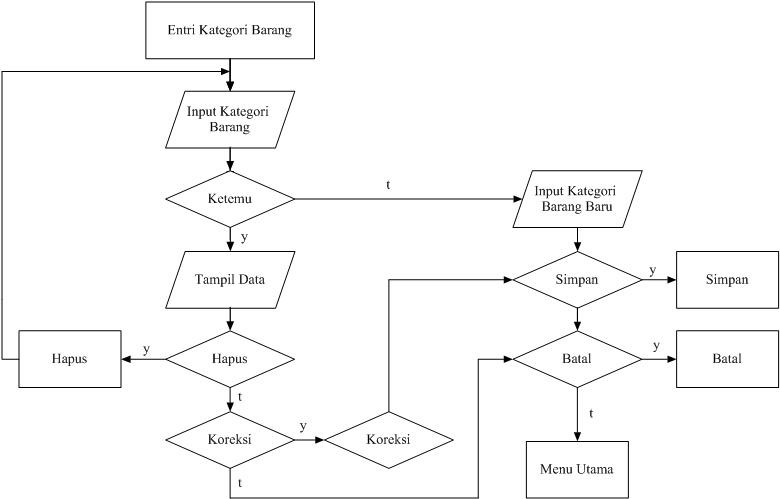 Entri Kategori Barang
Input Kategori
Barang
Ketemu
t
Input Kategori
Barang Baru
y
Tampil Data
Simpan
y
Simpan
Hapus
y
Hapus
Batal
y
Batal
t
Koreksi
y
Koreksi
t
Menu Utama
t